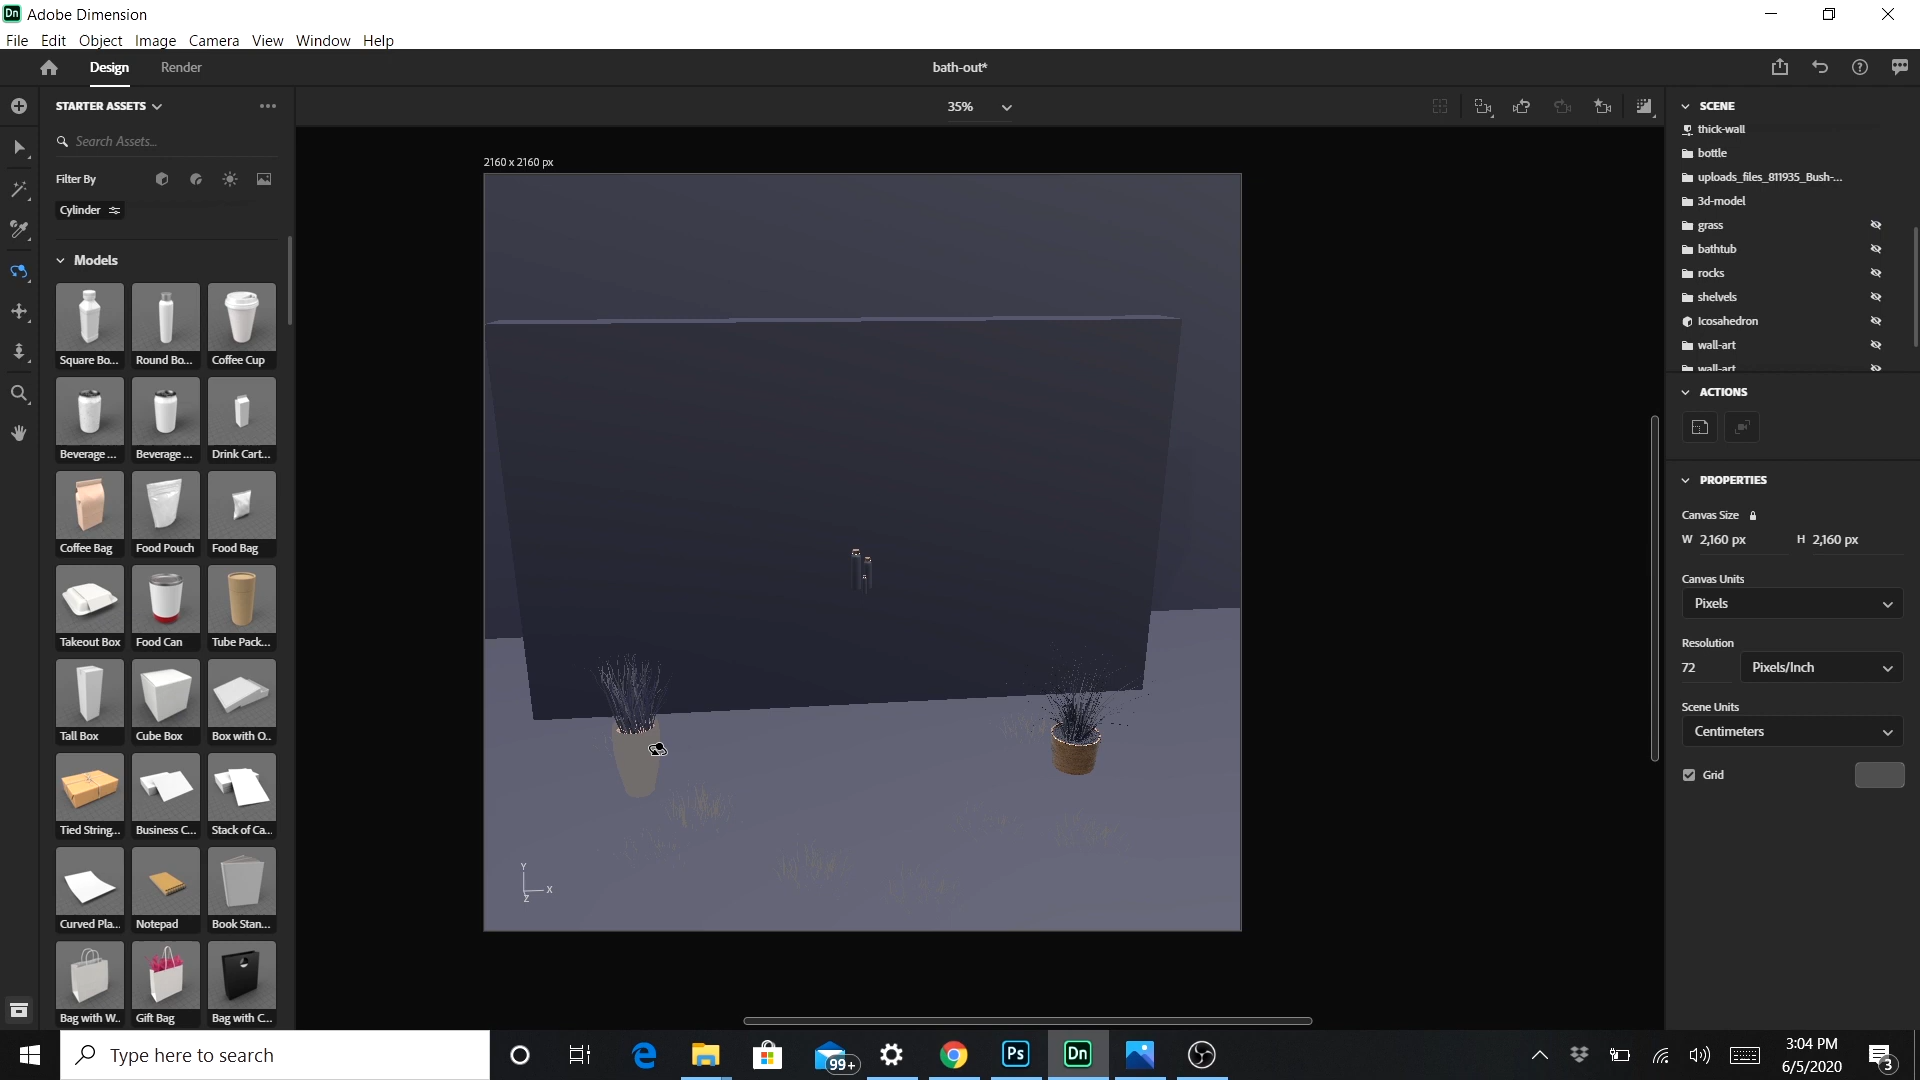 Dn Adobe Dimension
File Edit Object Image Camera View Window Help
Design Render bath-out*
STARTER ASSETS
Search Assets...
Filter By
Cylinder
Models
Square Bo... Round Bo... Coffee Cup
Beverage ... Beverage ... Drink Cart...
Coffee Bag Food Pouch Food Bag
Takeout Box Food Can Tube Pack...
Tall Box Cube Box Box with O...
Tied String... Business C... Stack of Ca...
Curved Pla... Notepad Book Stan...
Bag with W... Gift Bag Bag with C...
35%
2160 x 2160 px
Y
X
Z
SCENE
thick-wall
bottle
uploads_files_811935_Bush-...
3d-model
grass
bathtub
rocks
shelvels
Icosahedron
wall-art
wall-art
ACTIONS
PROPERTIES
Canvas Size
W 2,160 px H 2,160 px
Canvas Units
Pixels
Resolution
72 Pixels/Inch
Scene Units
Centimeters
Grid
Type here to search
99+
Ps
Dn
3:04 PM
6/5/2020
3